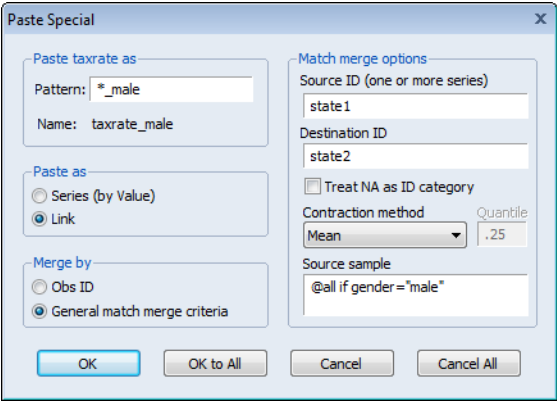 Paste Special
x
Paste taxrate as
Pattern: *_male
Name: taxrate_male
Paste as
Series (by Value)
Link
Merge by
Obs ID
General match merge criteria
Match merge options
Source ID (one or more series)
state1
Destination ID
state2
Treat NA as ID category
Contraction method Quantile
Mean .25
Source sample
@all if gender="male"
OK OK to All Cancel Cancel All